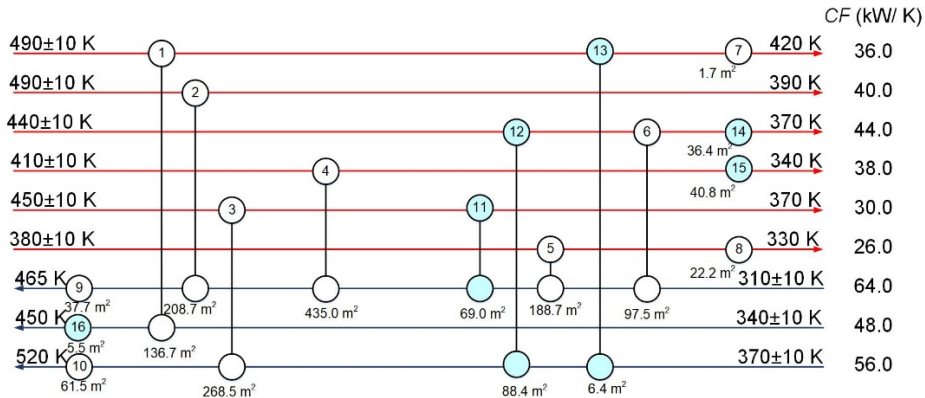 CF (kW/ K)
490±10 K 1 13 7 420 K 36.0
1.7 m²
490±10 K 2 390 K 40.0
440±10 K 12 6 14 370 K 44.0
36.4 m²
410±10 K 4 15 340 K 38.0
40.8 m²
450±10 K 3 11 370 K 30.0
380±10 K 5 8 330 K 26.0
22.2 m²
465 K 9 310±10 K 64.0
37.7 m² 208.7 m² 435.0 m² 69.0 m² 188.7 m² 97.5 m²
450 K 16 340±10 K 48.0
5.5 m² 136.7 m²
520 K 10 370±10 K 56.0
61.5 m² 268.5 m² 88.4 m² 6.4 m²